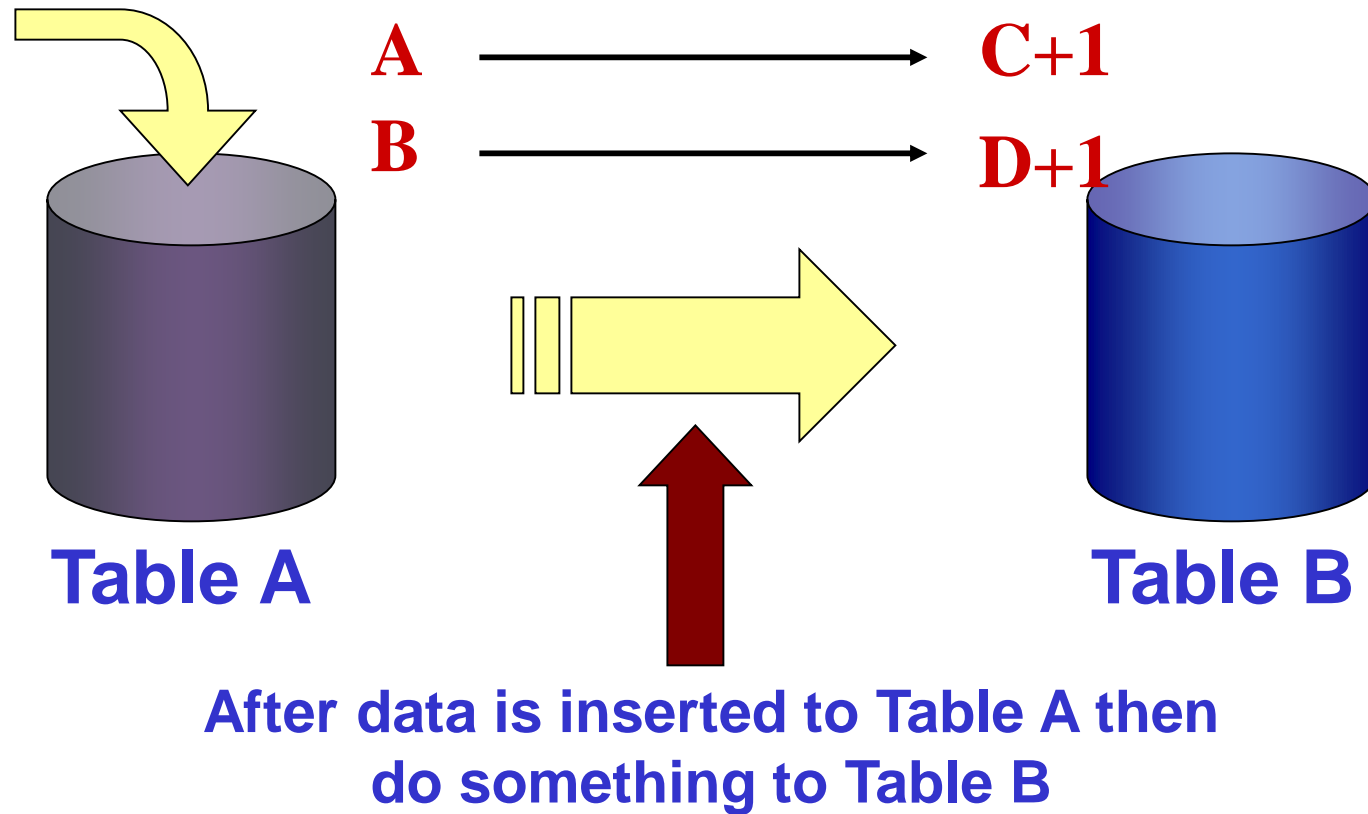 A C+1
B D+1
Table A Table B
After data is inserted to Table A then
do something to Table B